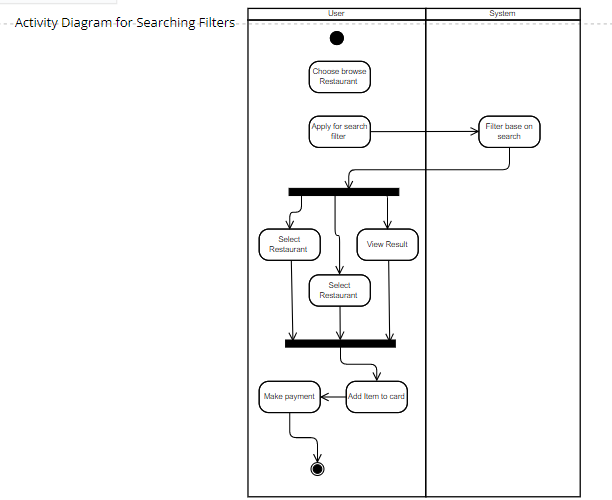 User
System
Activity Diagram for Searching Filters
Choose browse
Restaurant
Apply for search
filter
Filter base on
search
Select
Restaurant
View Result
Select
Restaurant
Make payment
Add Item to card